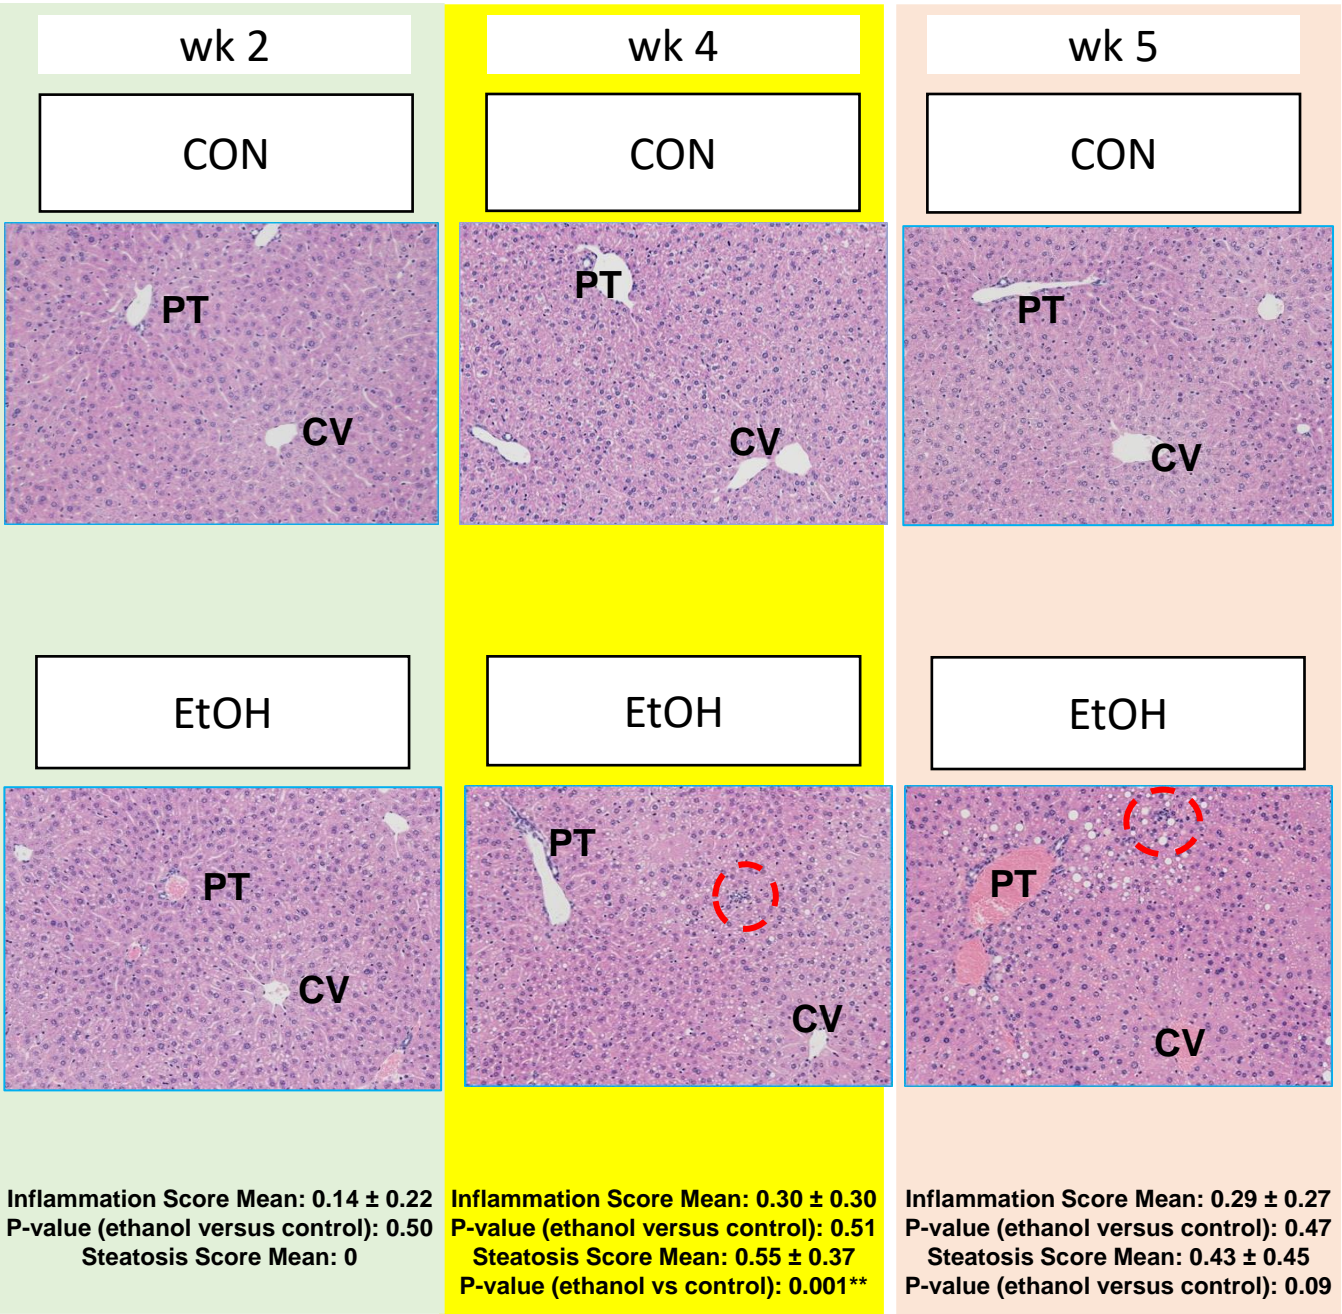 wk 2
CON
PT
CV
EtOH
PT
CV
Inflammation Score Mean: 0.14 ± 0.22
P-value (ethanol versus control): 0.50
Steatosis Score Mean: 0
wk 4
CON
PT
CV
EtOH
PT
CV
Inflammation Score Mean: 0.30 ± 0.30
P-value (ethanol versus control): 0.51
Steatosis Score Mean: 0.55 ± 0.37
P-value (ethanol vs control): 0.001**
wk 5
CON
PT
CV
EtOH
PT
CV
Inflammation Score Mean: 0.29 ± 0.27
P-value (ethanol versus control): 0.47
Steatosis Score Mean: 0.43 ± 0.45
P-value (ethanol versus control): 0.09